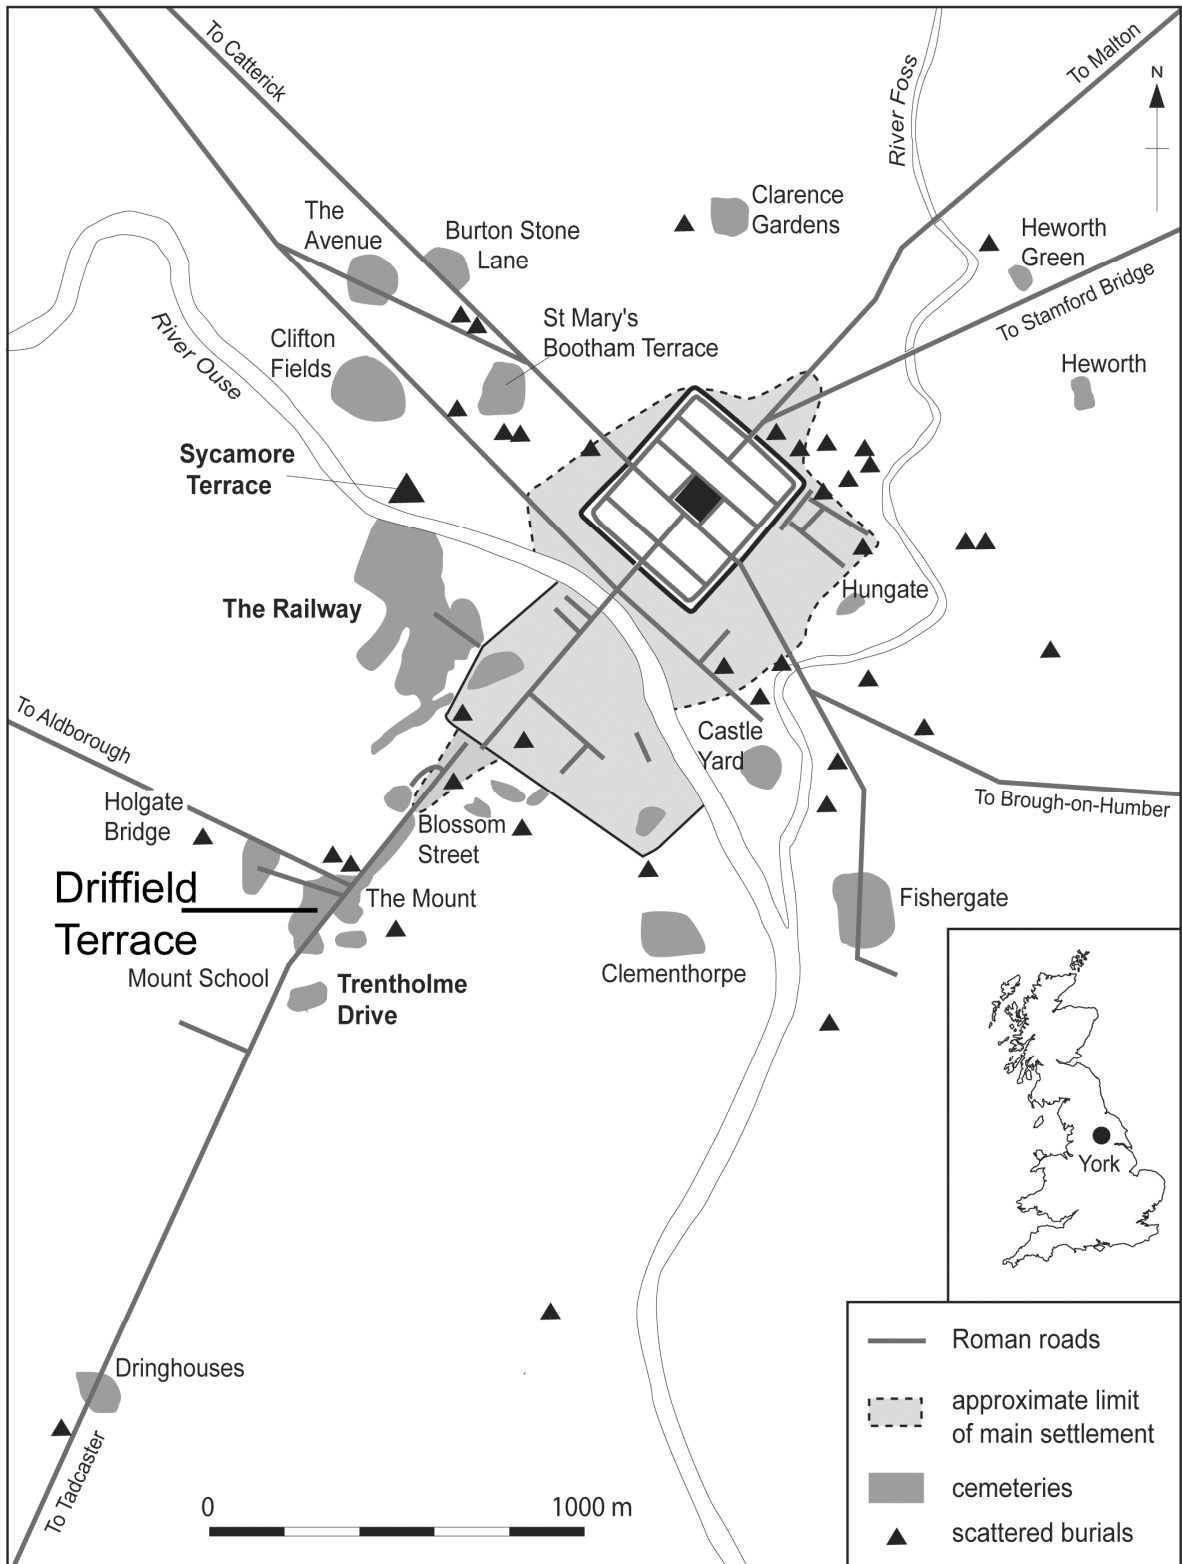 To Catterick
River Foss
To Malton
N
Clarence
Gardens
The
Avenue
Burton Stone
Lane
Heworth
Green
To Stamford Bridge
River Ouse
Clifton
Fields
St Mary's
Bootham Terrace
Heworth
Sycamore
Terrace
Hungate
The Railway
To Aldborough
Castle
Yard
To Brough-on-Humber
Holgate
Bridge
Blossom
Street
Driffield
Terrace
The Mount
Fishergate
Mount School
Trentholme
Drive
Clementhorpe
York
Dringhouses
To Tadcaster
0 1000 m
Roman roads
approximate limit
of main settlement
cemeteries
scattered burials